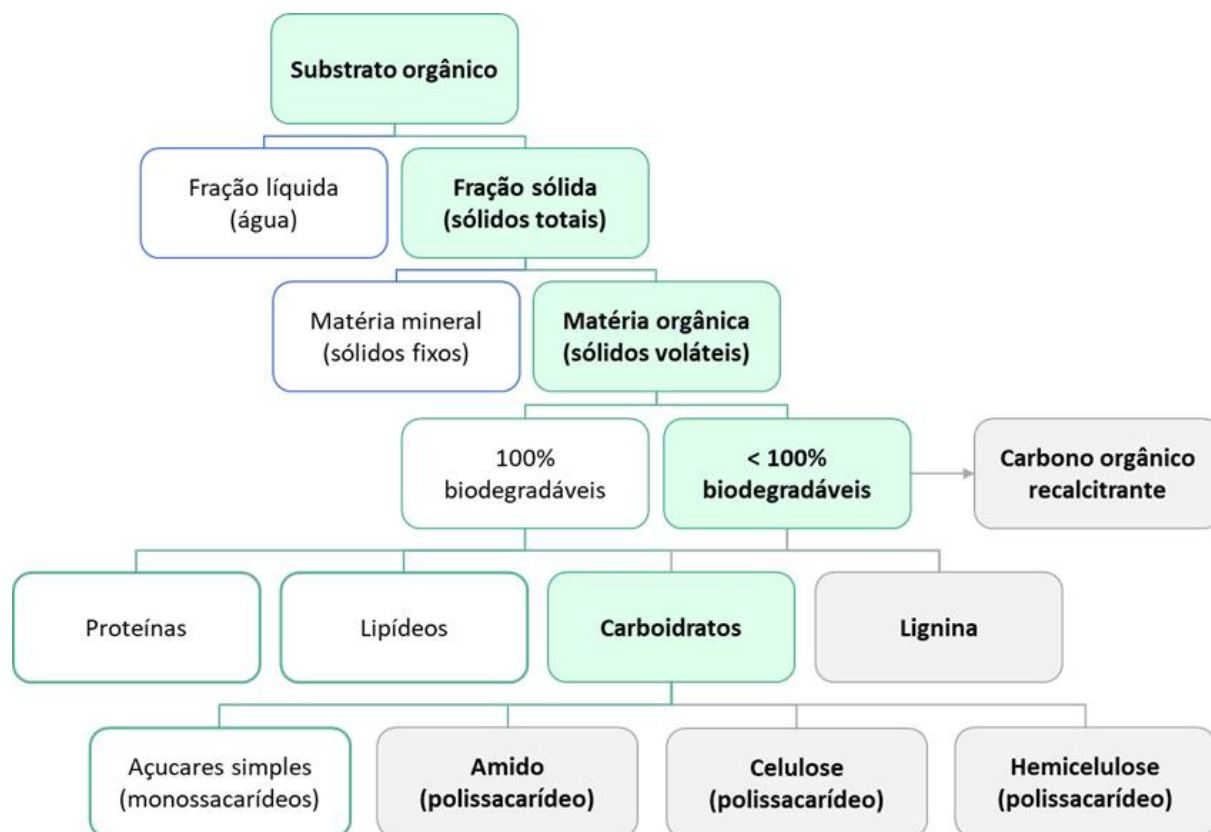 Substrato orgânico
Fração líquida
(água)
Fração sólida
(sólidos totais)
Matéria mineral
(sólidos fixos)
Matéria orgânica
(sólidos voláteis)
100%
biodegradáveis
< 100%
biodegradáveis
Carbono orgânico
recalcitrante
Proteínas
Lipídeos
Carboidratos
Lignina
Açucares simples
(monossacarídeos)
Amido
(polissacarídeo)
Celulose
(polissacarídeo)
Hemicelulose
(polissacarídeo)